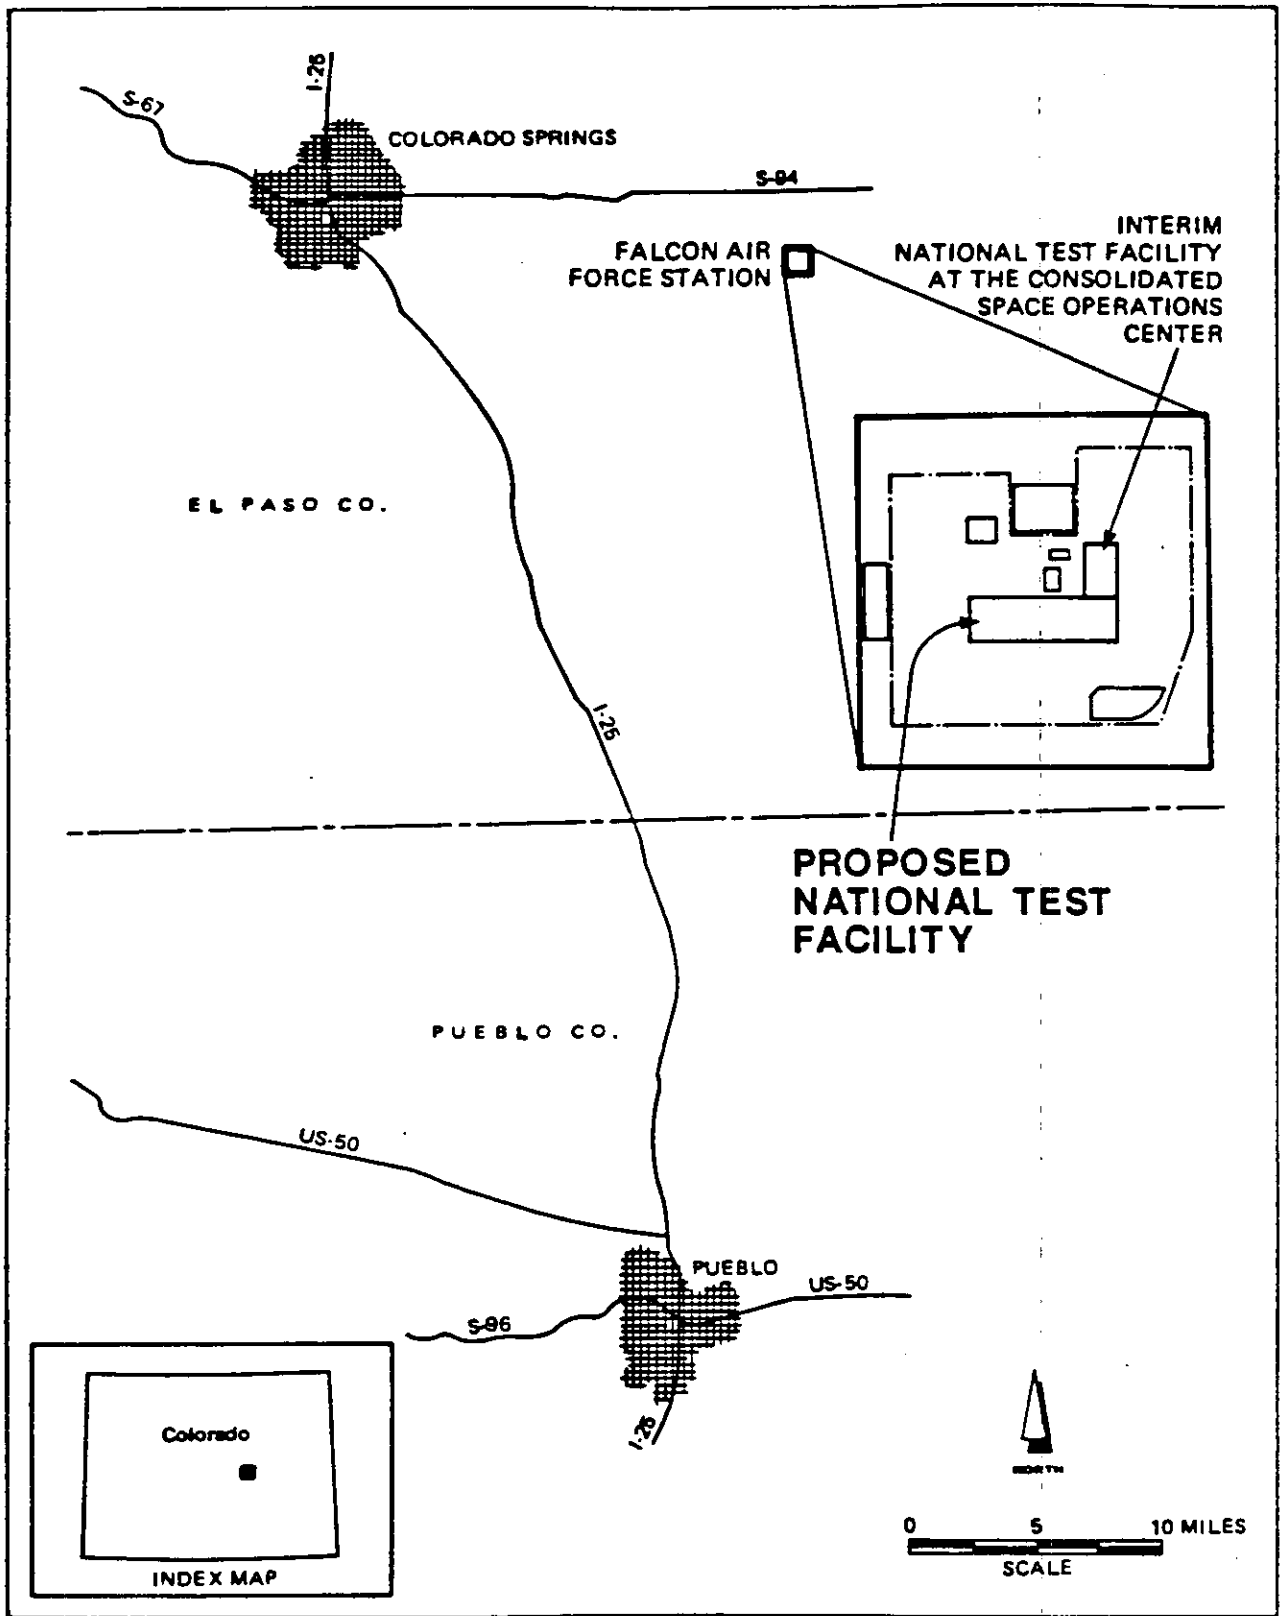 I-25
S-67
COLORADO SPRINGS
S-94
FALCON AIR
FORCE STATION
INTERIM
NATIONAL TEST FACILITY
AT THE CONSOLIDATED
SPACE OPERATIONS
CENTER
EL PASO CO.
I-25
PROPOSED
NATIONAL TEST
FACILITY
PUEBLO CO.
US-50
PUEBLO
US-50
S-96
I-25
Colorado
INDEX MAP
NORTH
0 5 10 MILES
SCALE